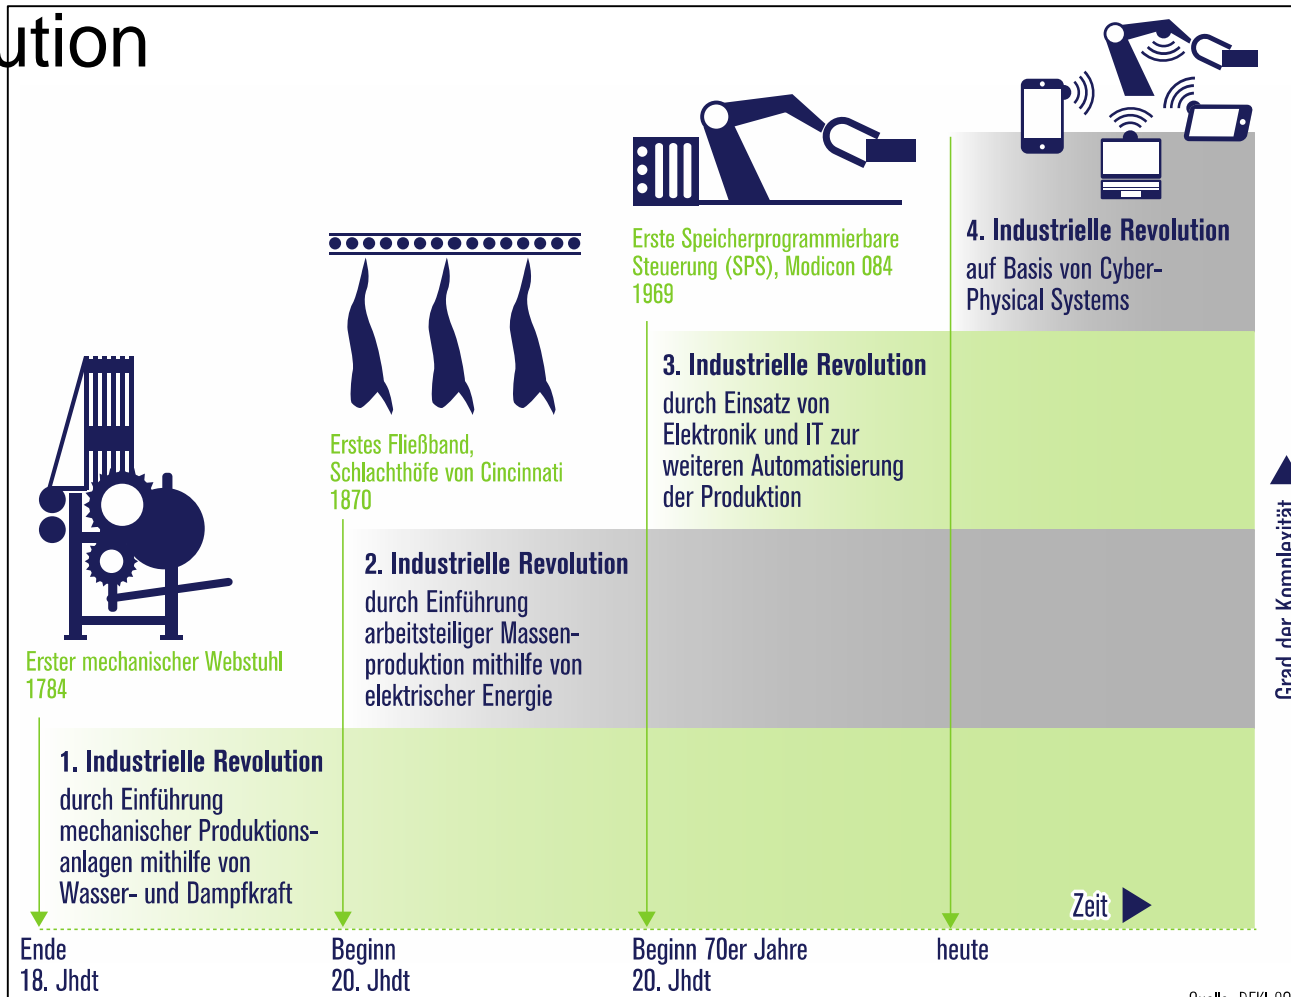 ution
Erste Speicherprogrammierbare
Steuerung (SPS), Modicon 084
1969
4. Industrielle Revolution
auf Basis von Cyber-
Physical Systems
3. Industrielle Revolution
durch Einsatz von
Elektronik und IT zur
weiteren Automatisierung
der Produktion
Erstes Fließband,
Schlachthöfe von Cincinnati
1870
2. Industrielle Revolution
durch Einführung
arbeitsteiliger Massen-
produktion mithilfe von
elektrischer Energie
Erster mechanischer Webstuhl
1784
1. Industrielle Revolution
durch Einführung
mechanischer Produktions-
anlagen mithilfe von
Wasser- und Dampfkraft
Grad der Komplexität
Zeit
Ende
18. Jhdt
Beginn
20. Jhdt
Beginn 70er Jahre
20. Jhdt
heute